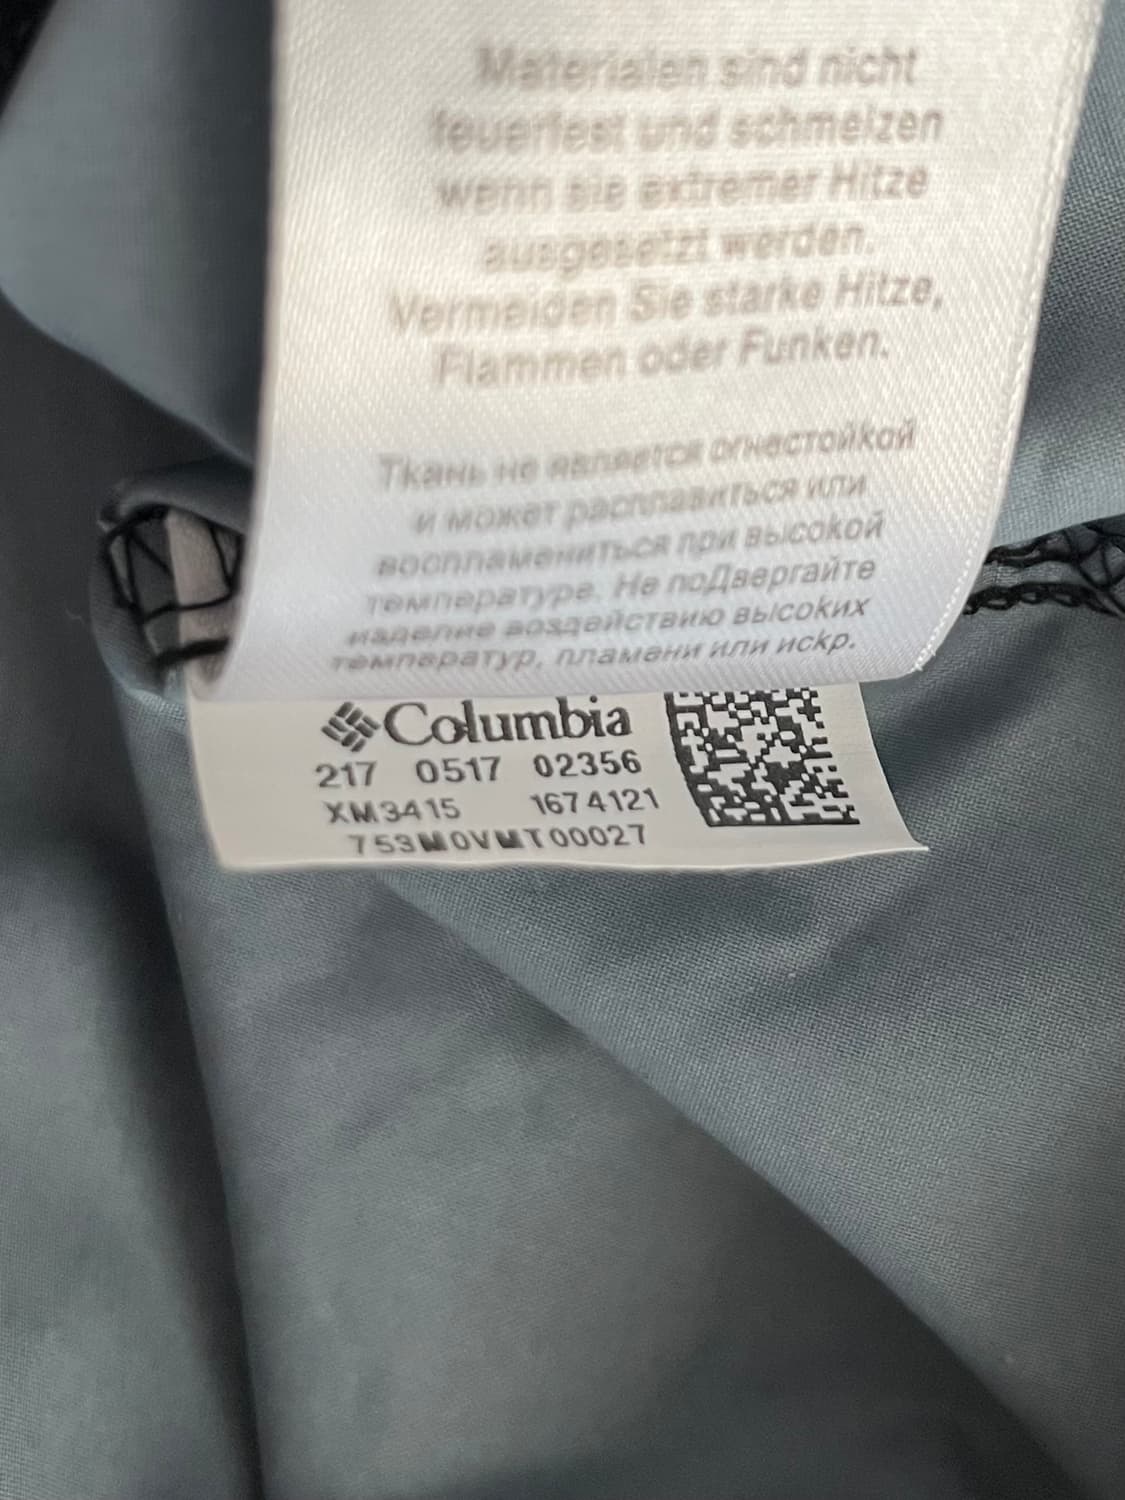 Materialen sind nicht
feuerfest und schmelzen
wenn sie extremer Hitze
ausgesetzt werden.
Vermeiden Sie starke Hitze,
Flammen oder Funken.
Ткань не является огнестойкой
и может расплавиться или
воспламениться при высокой
температуре. Не поДвергайте
изделие воздействию высоких
температур, пламени или искр.
Columbia
217 0517 02356
XM3415 1674121
753M0VMT00027